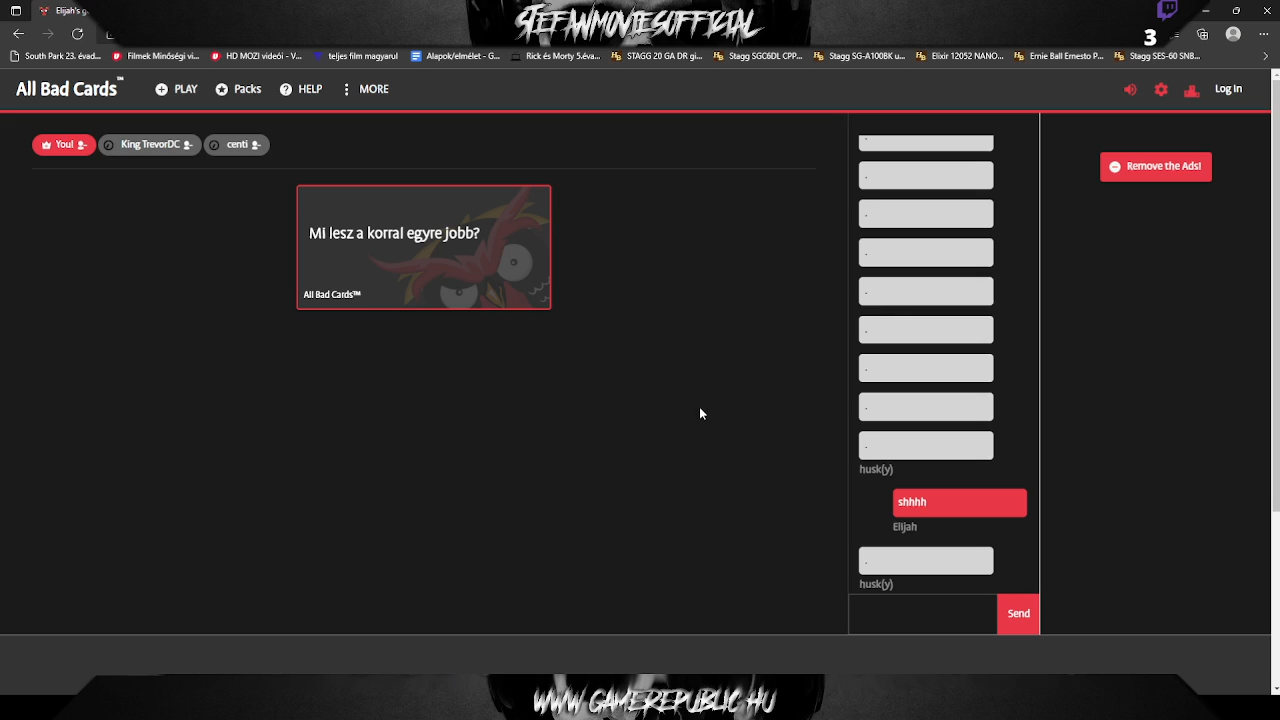 STEFANMOVIESOFFICIAL
Elijah's g
3
South Park 23. évad...
Filmek Minőségi vi...
HD MOZI videói - V...
teljes film magyarul
Alapok/elmélet - G...
Rick és Morty 5.éva...
STAGG 20 GA DR gi...
Stagg SGC6DL CPP...
Stagg SG-A100BK u...
Elixir 12052 NANO...
Ernie Ball Ernesto P...
Stagg SES-60 SNB...
All Bad Cards™
PLAY
Packs
HELP
MORE
Log In
You!
King TrevorDC
centi
Remove the Ads!
Mi lesz a korral egyre jobb?
All Bad Cards™
.
.
.
.
.
.
.
.
.
husk(y)
shhhh
Elijah
.
husk(y)
Send
WWW GAMEREPUBLIC HU